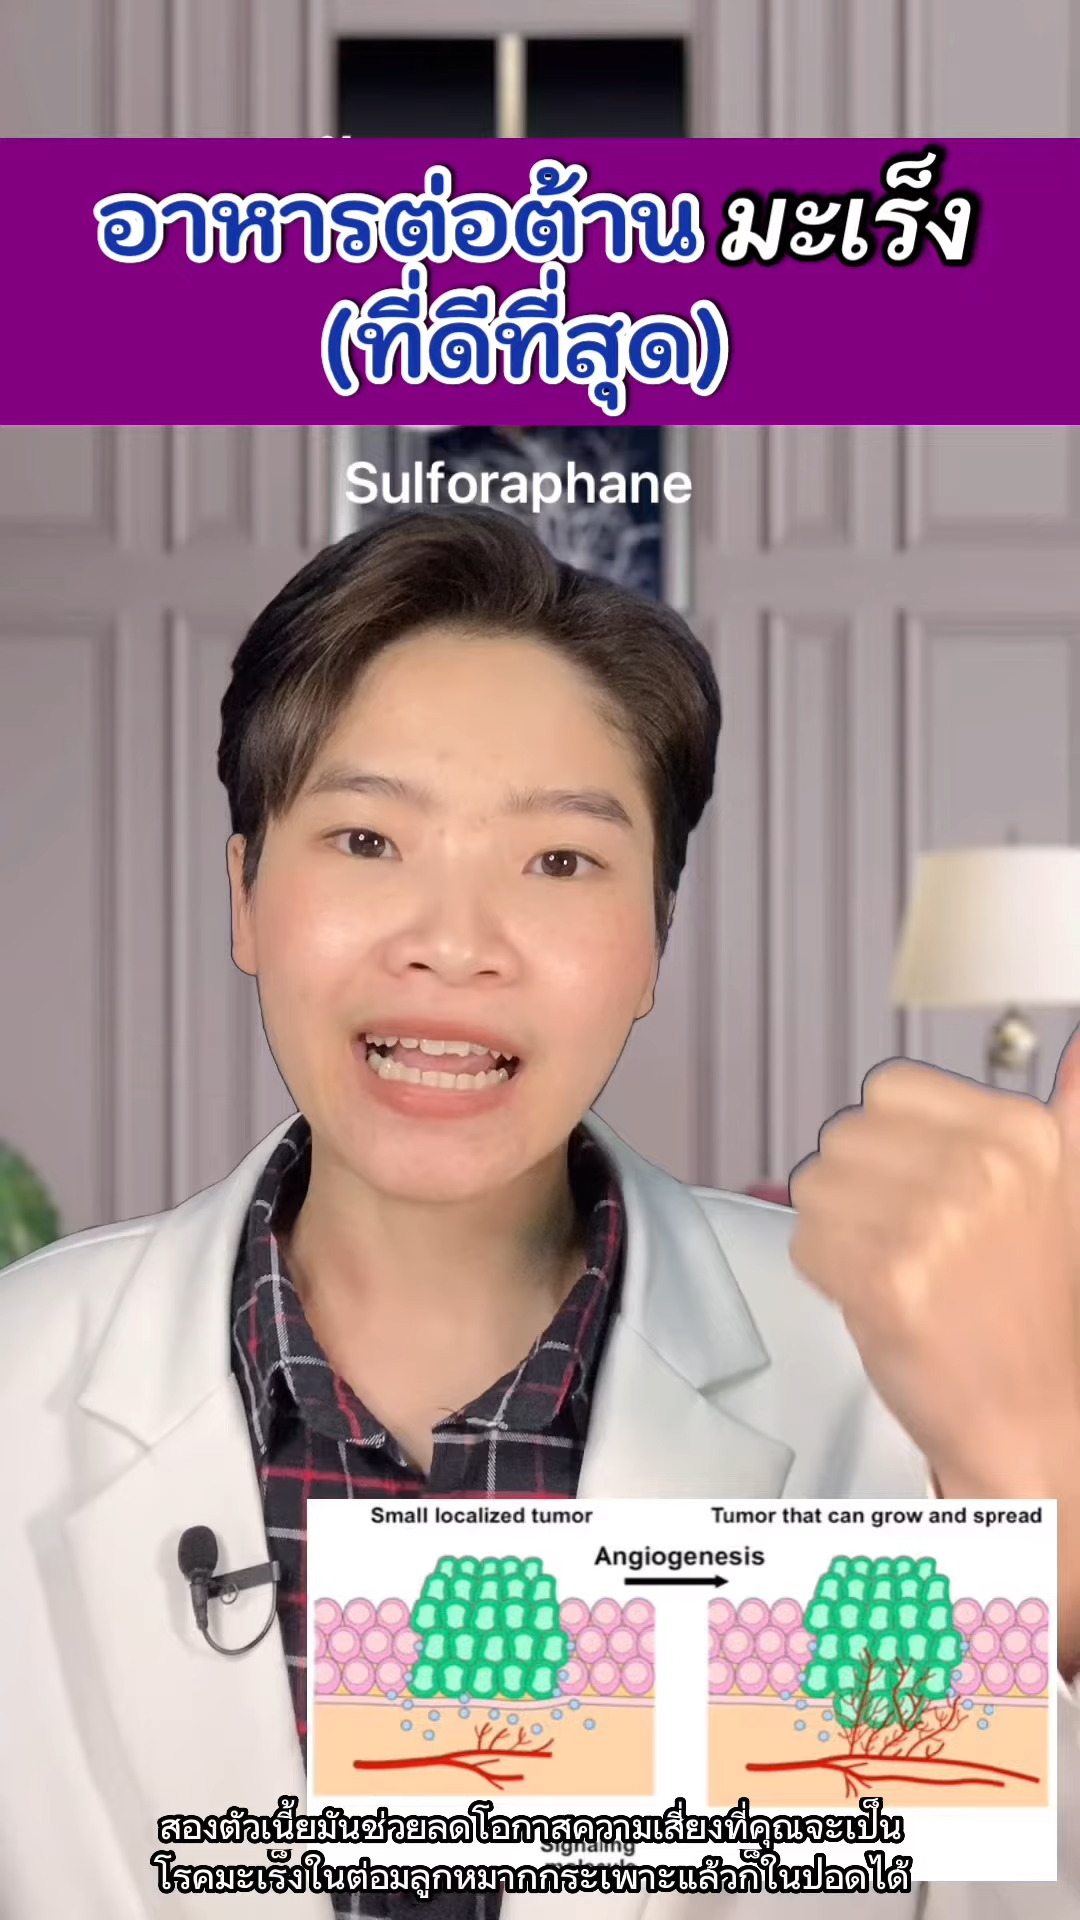 อาหารต่อต้านมะเร็ง
(ที่ดีที่สุด)
Sulforaphane
Small localized tumor
Tumor that can grow and spread
Angiogenesis
สองตัวเนี้ยมันช่วยลดโอกาสความเสี่ยงที่คุณจะเป็น
Signaling
โรคมะเร็งในต่อมลูกหมากกระเพาะแล้วก็ในปอดได้